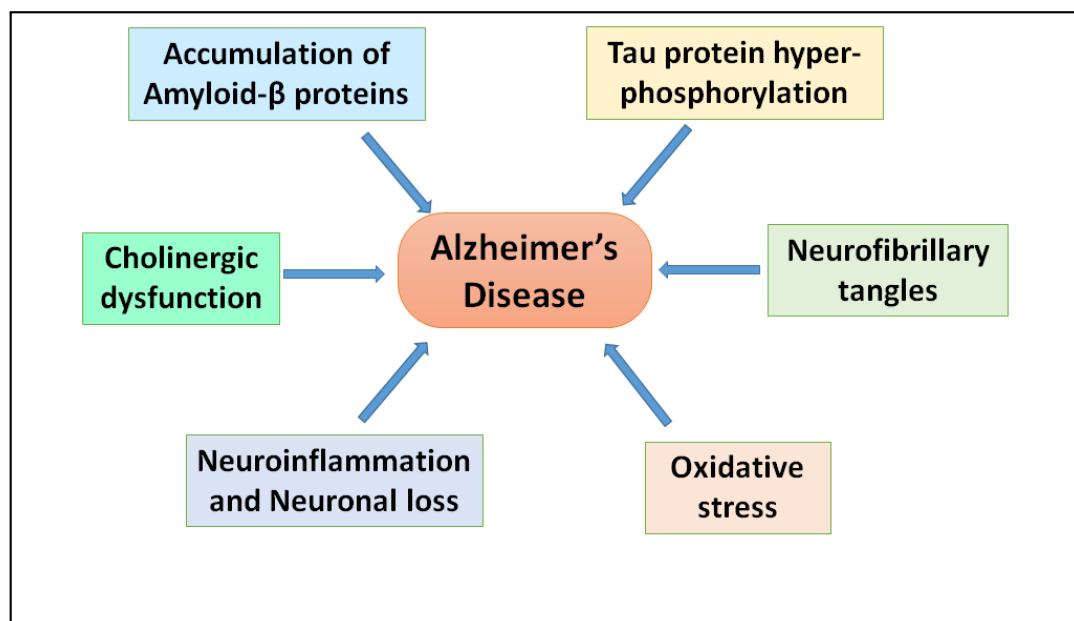 Accumulation of
Amyloid-β proteins
Tau protein hyper-
phosphorylation
Cholinergic
dysfunction
Alzheimer’s
Disease
Neurofibrillary
tangles
Neuroinflammation
and Neuronal loss
Oxidative
stress